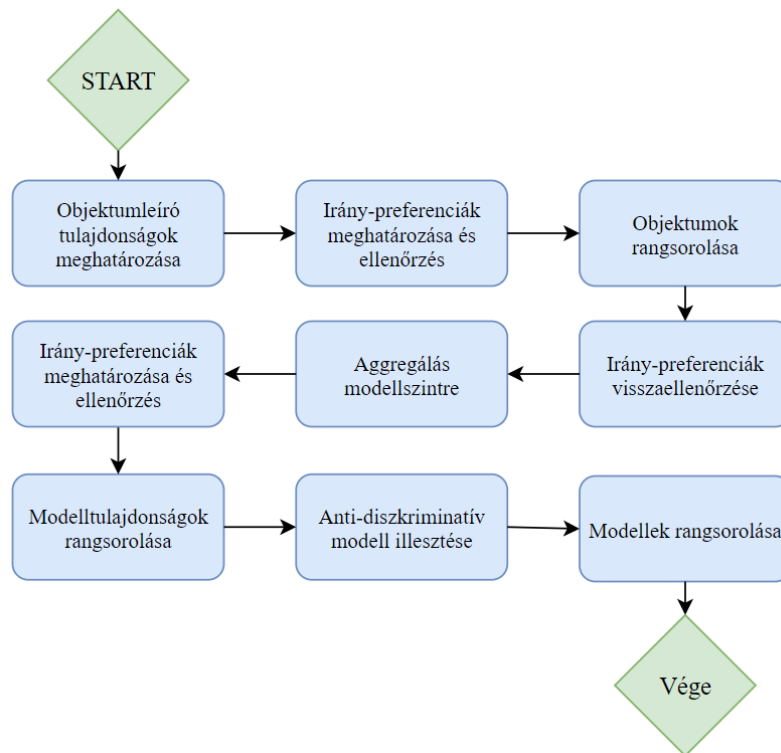 START
Objektumleíró
tulajdonságok
meghatározása
Irány-preferenciák
meghatározása és
ellenőrzés
Objektumok
rangsorolása
Irány-preferenciák
visszaellenőrzése
Aggregálás
modellszintre
Irány-preferenciák
meghatározása és
ellenőrzés
Modelltulajdonságok
rangsorolása
Anti-diszkriminatív
modell illesztése
Modellek rangsorolása
Vége